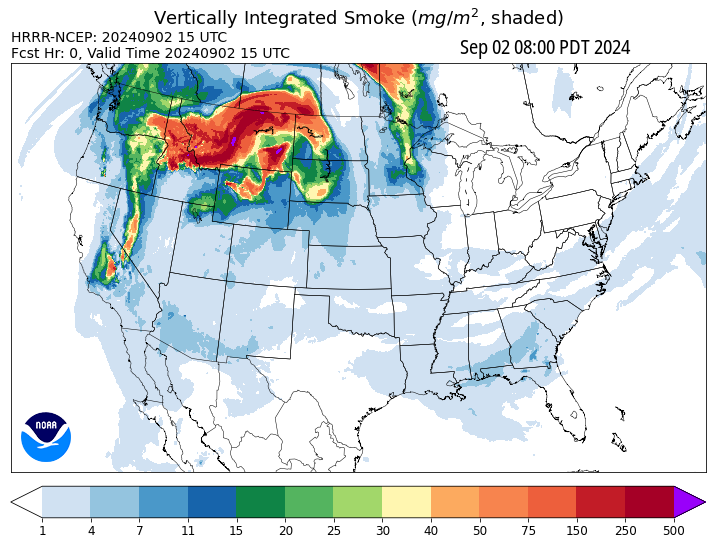 Vertically Integrated Smoke (mg/m², shaded)
HRRR-NCEP: 20240902 15 UTC
Fcst Hr: 0, Valid Time 20240902 15 UTC
Sep 02 08:00 PDT 2024
NOAA
1 4 7 11 15 20 25 30 40 50 75 150 250 500